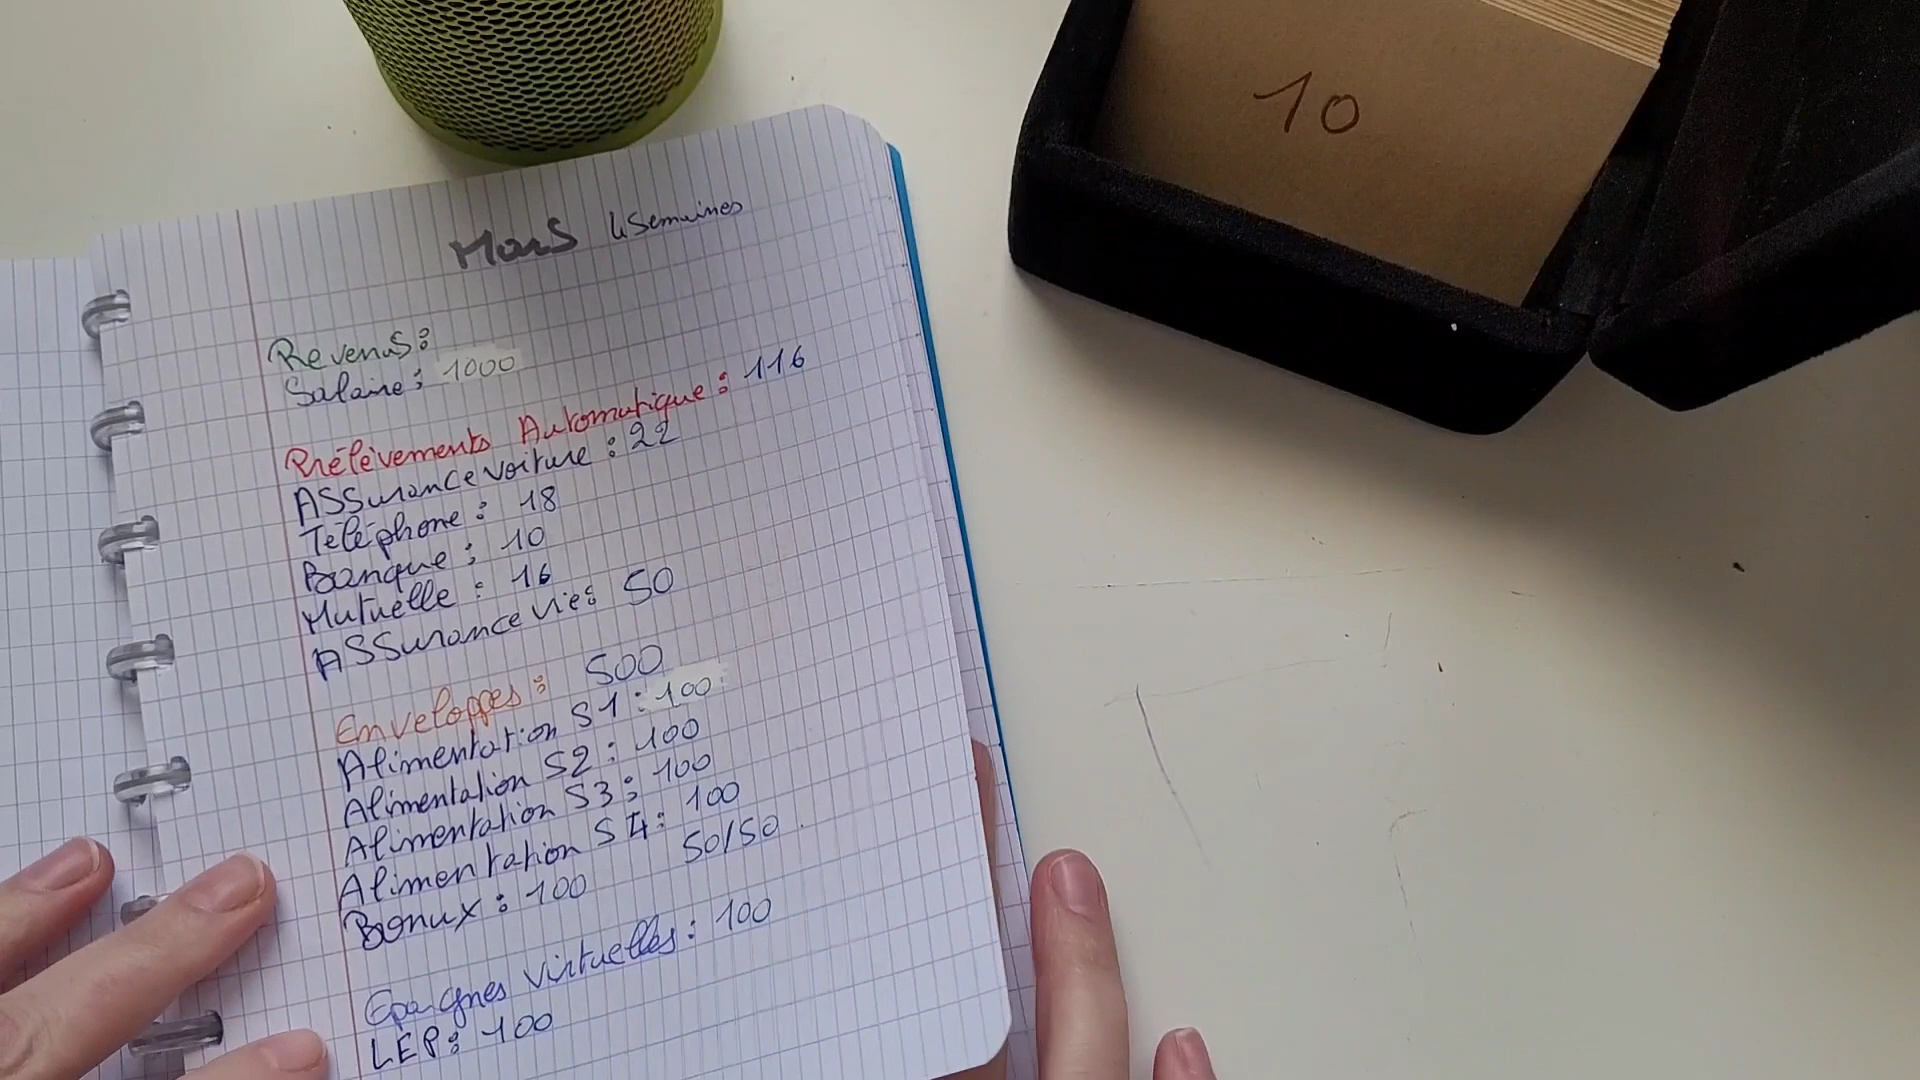 Mars 4 Semaines
Revenus :
Salaire : 1000
Prélèvements Automatique : 116
Assurance voiture : 22
Téléphone : 18
Banque : 10
Mutuelle : 16
Assurance vie : 50
Enveloppes : 500
Alimentation S1 : 100
Alimentation S2 : 100
Alimentation S3 : 100
Alimentation S4 : 100
Bonux : 100 50/50
Epargnes virtuelles : 100
LEP : 100
10